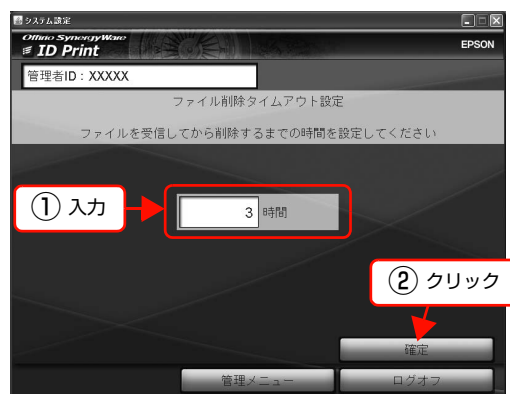 システム設定
Offirio SynergyWare
ID Print
EPSON
管理者ID：XXXXX
ファイル削除タイムアウト設定
ファイルを受信してから削除するまでの時間を設定してください
① 入力
3 時間
② クリック
確定
管理メニュー
ログオフ